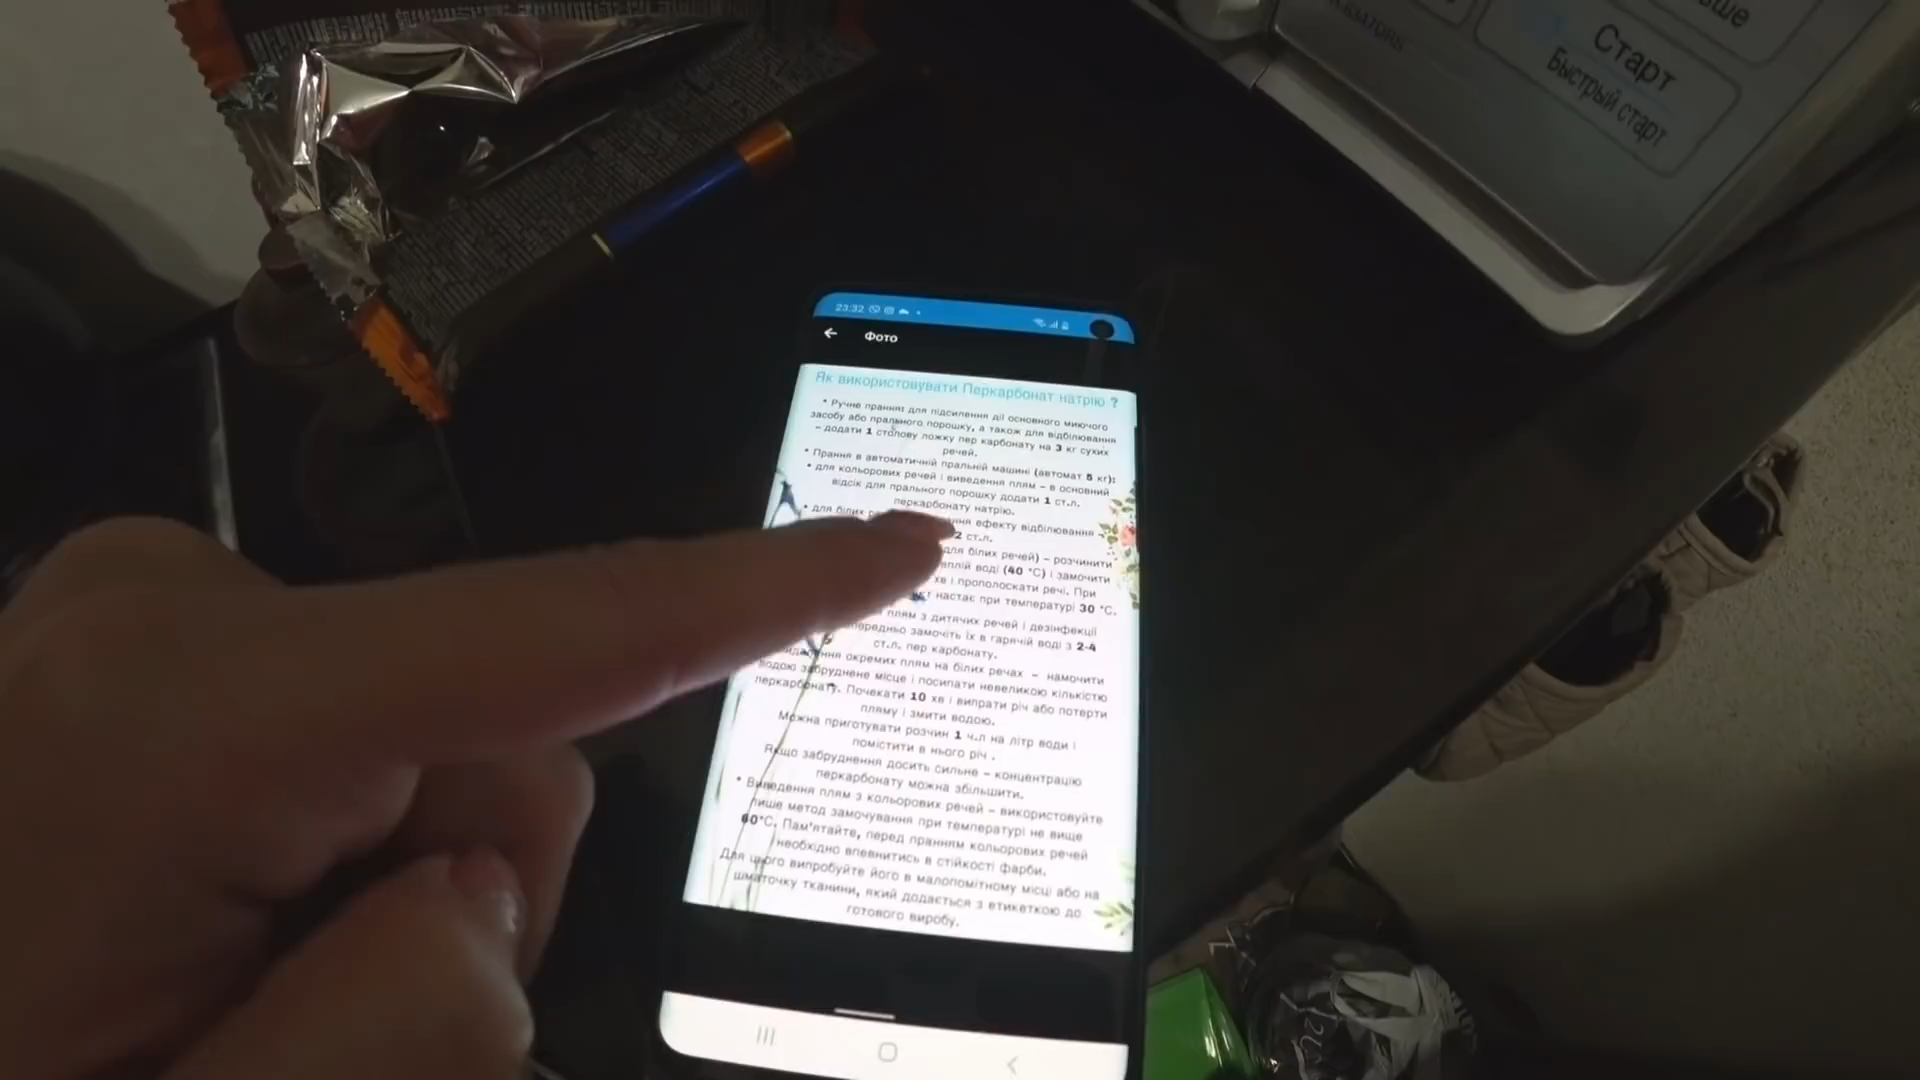 Старт
Быстрый старт
23:32
Фото
Як використовувати Перкарбонат натрію ?
• Ручне прання: для підсилення дії основного миючого
засобу або прального порошку, а також для відбілювання
– додати 1 столову ложку пер карбонату на 3 кг сухих
речей.
• Прання в автоматичній пральній машині (автомат 5 кг):
• для кольорових речей і виведення плям – в основний
відсік для прального порошку додати 1 ст.л.
перкарбонату натрію.
• для білих ефекту відбілювання –
2 ст.л.
для білих речей) – розчинити
воді (40 °C) і замочити
хв і прополоскати речі. При
настає при температурі 30 °C.
плям з дитячих речей і дезінфекції
замочіть їх в гарячій воді з 2-4
ст.л. пер карбонату.
окремих плям на білих речах – намочити
водою забруднене місце і посипати невеликою кількістю
перкарбонату. Почекати 10 хв і випрати річ або потерти
пляму і змити водою.
Можна приготувати розчин 1 ч.л на літр води і
помістити в нього річ .
Якщо забруднення досить сильне – концентрацію
перкарбонату можна збільшити.
• Виведення плям з кольорових речей – використовуйте
лише метод замочування при температурі не вище
60°C. Пам'ятайте, перед пранням кольорових речей
необхідно впевнитись в стійкості фарби.
Для цього випробуйте його в малопомітному місці або на
шматочку тканини, який додається з етикеткою до
готового виробу.